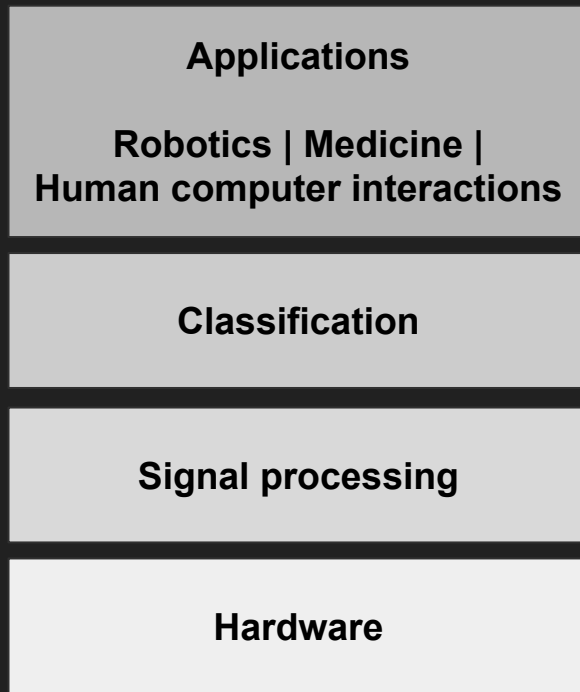 Applications
Robotics | Medicine |
Human computer interactions
Classification
Signal processing
Hardware